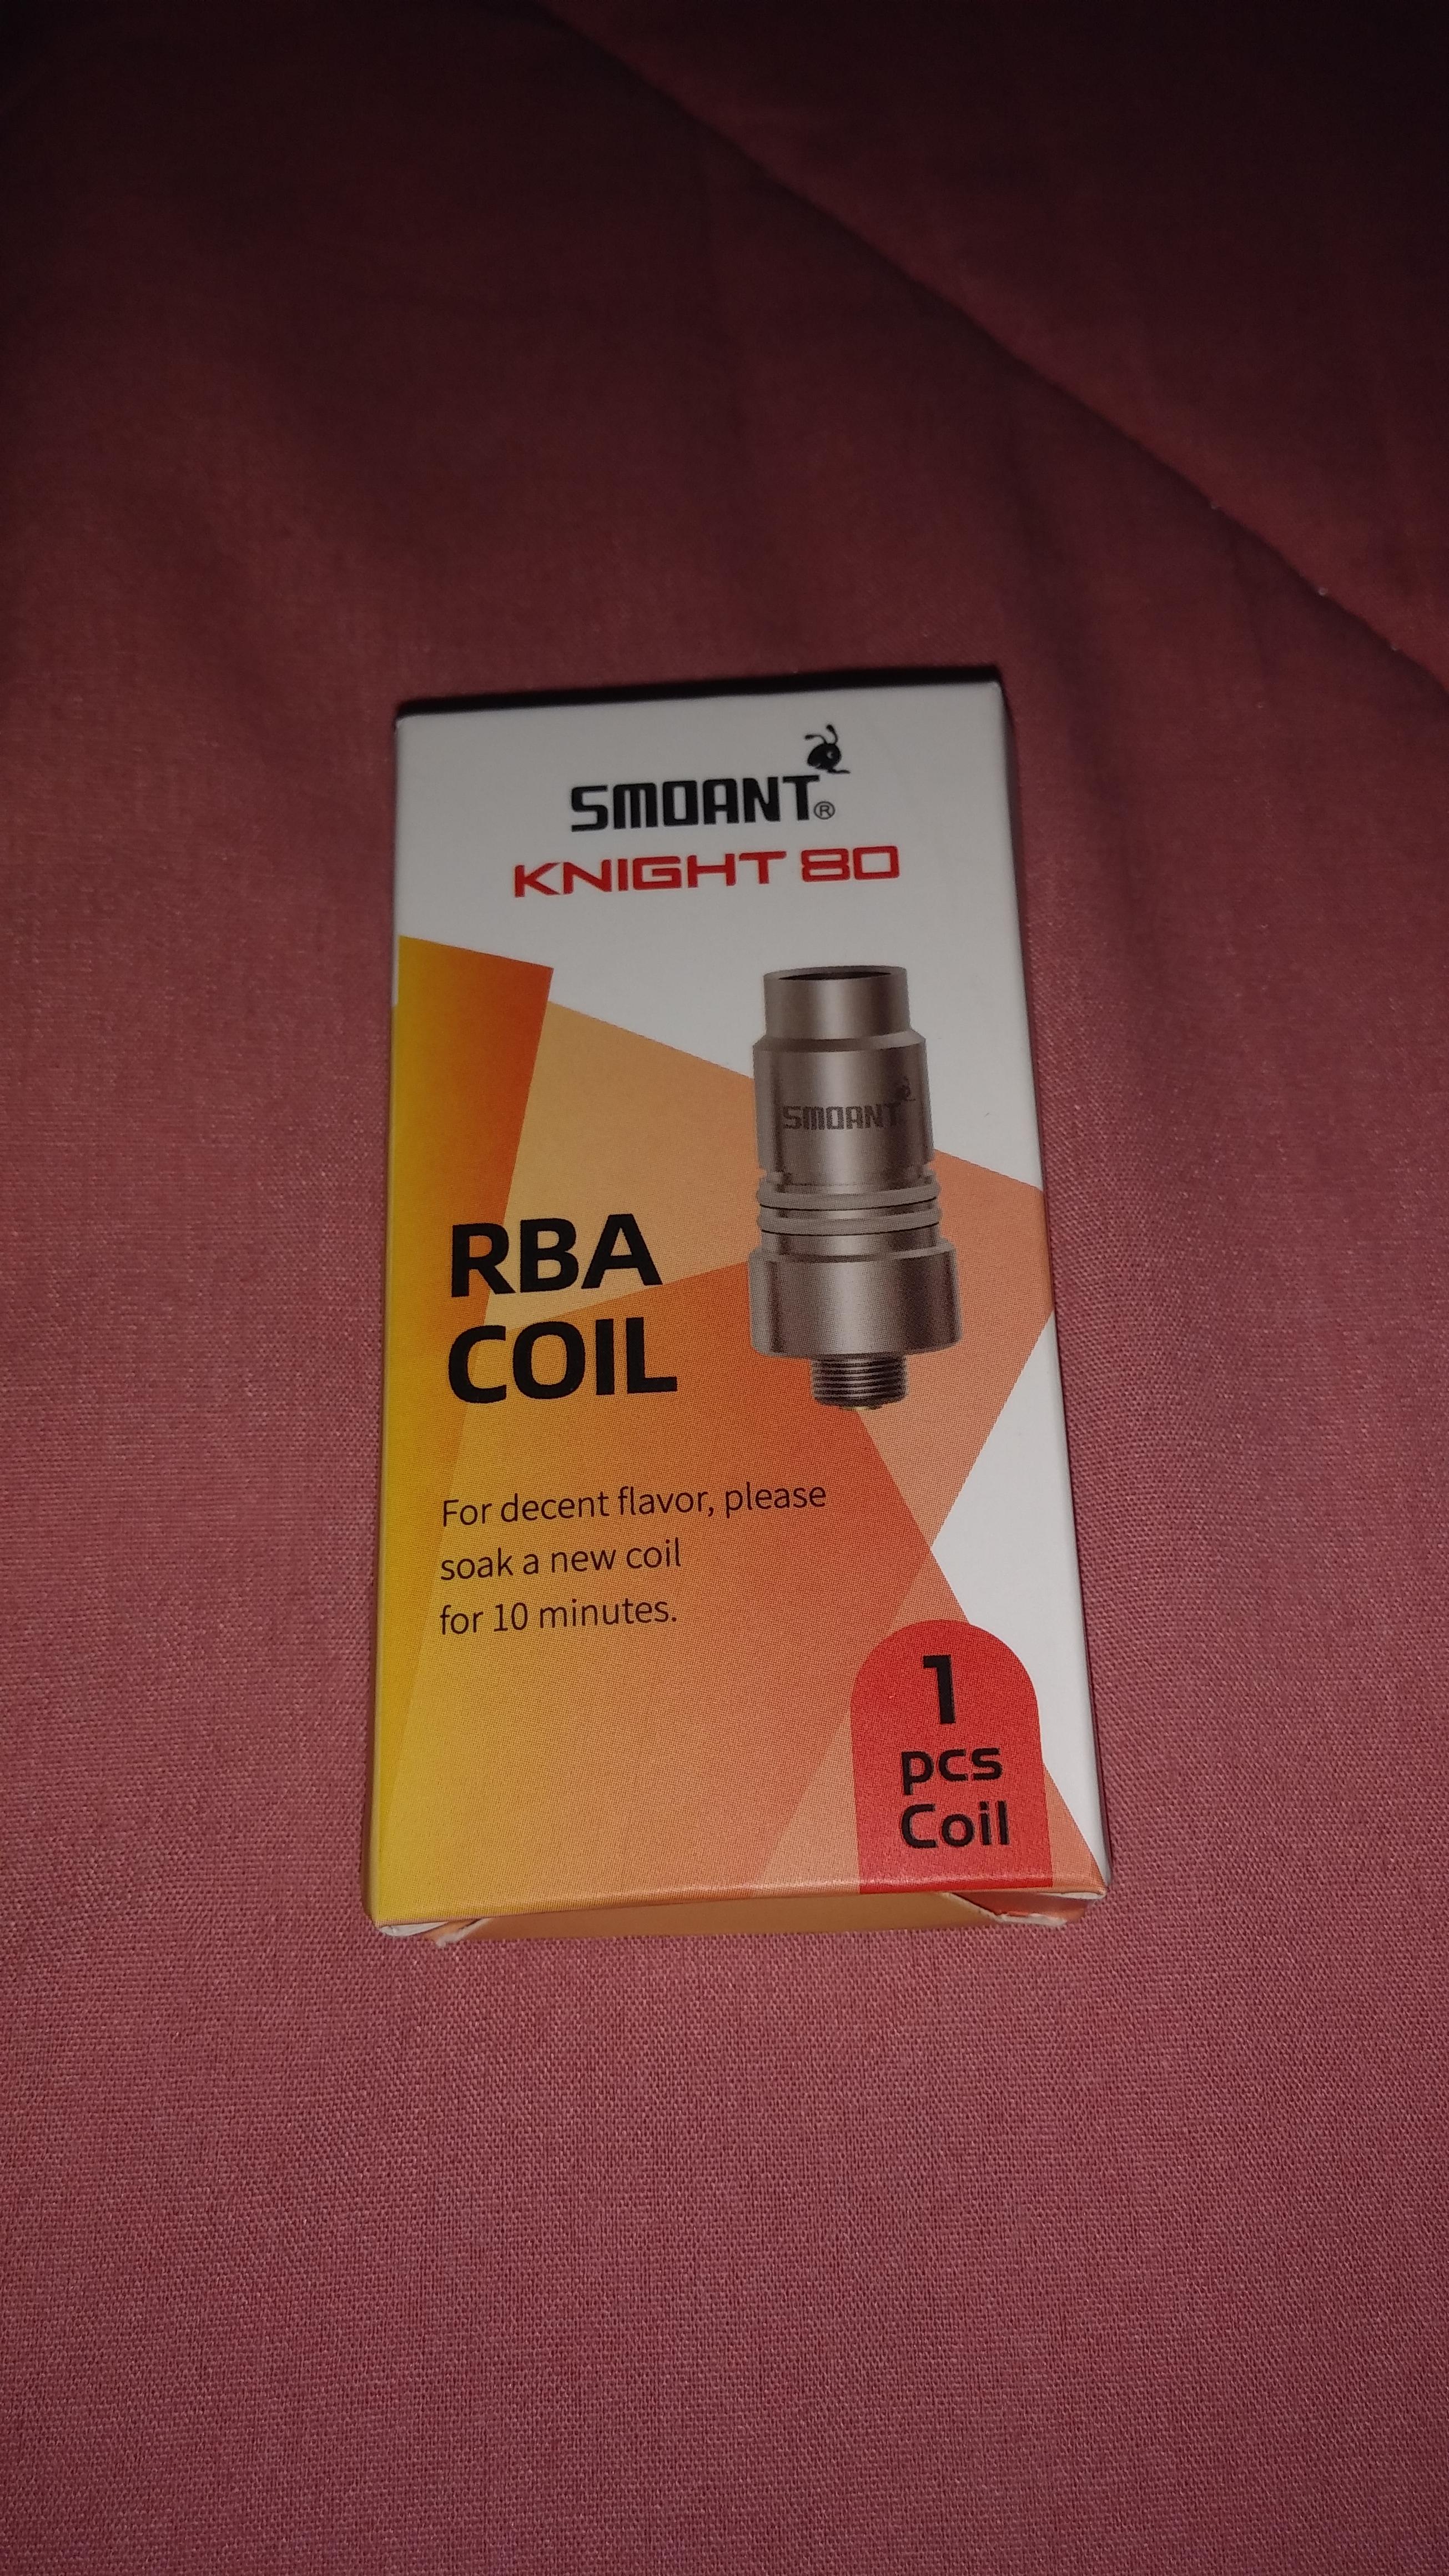 SMOANT®
KNIGHT 80
SMOANT
RBA
COIL
For decent flavor, please
soak a new coil
for 10 minutes.
1
pcs
Coil